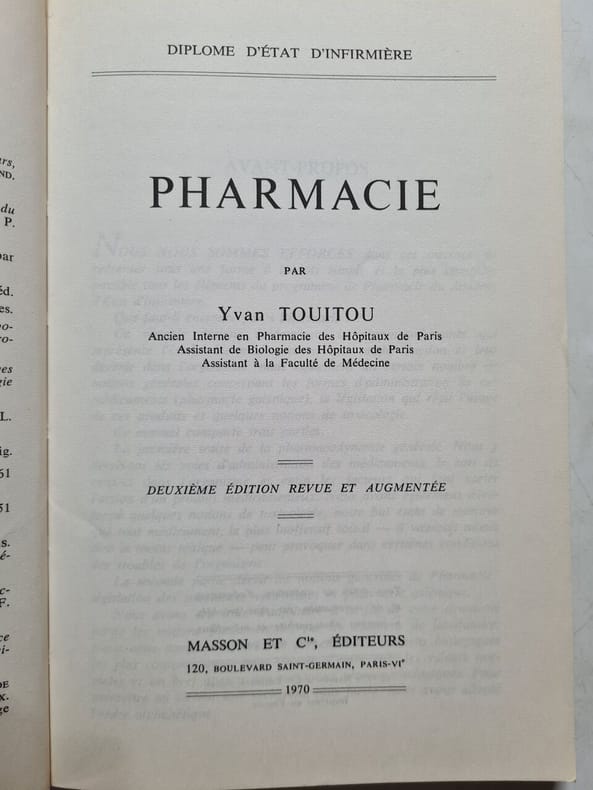 DIPLOME D'ÉTAT D'INFIRMIÈRE
PHARMACIE
PAR
Yvan TOUITOU
Ancien Interne en Pharmacie des Hôpitaux de Paris
Assistant de Biologie des Hôpitaux de Paris
Assistant à la Faculté de Médecine
DEUXIÈME ÉDITION REVUE ET AUGMENTÉE
MASSON ET Cie, ÉDITEURS
120, BOULEVARD SAINT-GERMAIN, PARIS-VIe
1970